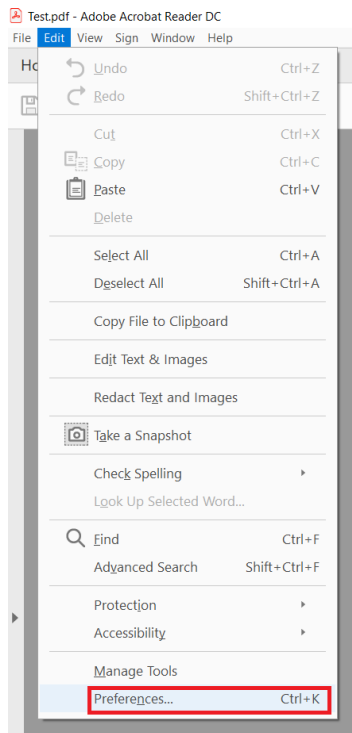 Test.pdf - Adobe Acrobat Reader DC
File Edit View Sign Window Help
Undo Ctrl+Z
Redo Shift+Ctrl+Z
Cut Ctrl+X
Copy Ctrl+C
Paste Ctrl+V
Delete
Select All Ctrl+A
Deselect All Shift+Ctrl+A
Copy File to Clipboard
Edit Text & Images
Redact Text and Images
Take a Snapshot
Check Spelling
Look Up Selected Word...
Find Ctrl+F
Advanced Search Shift+Ctrl+F
Protection
Accessibility
Manage Tools
Preferences... Ctrl+K